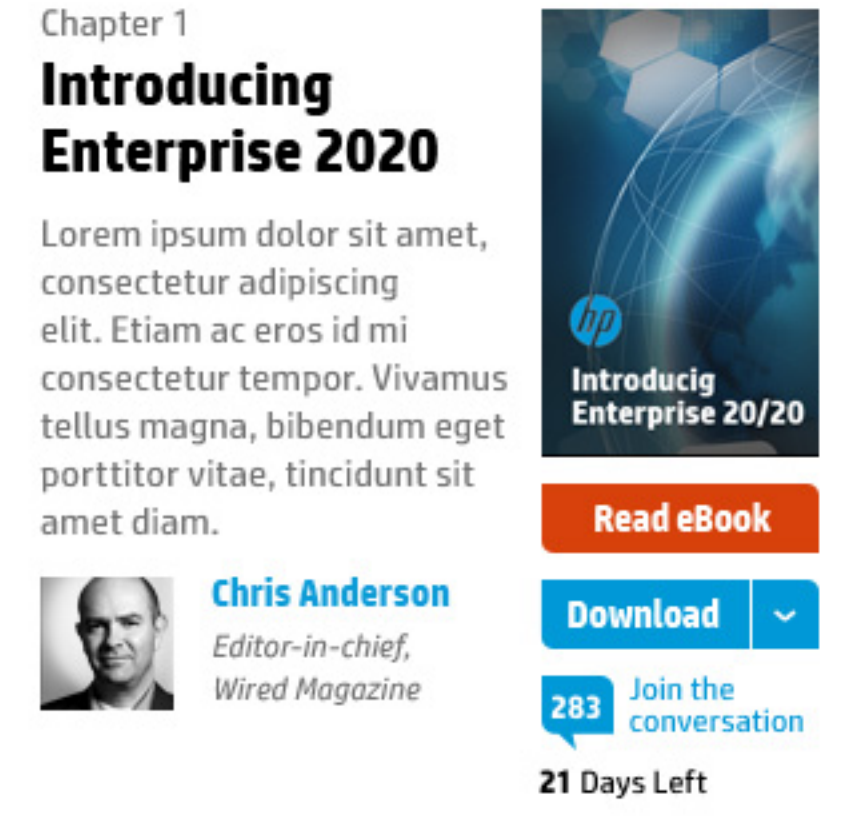 Chapter 1
Introducing
Enterprise 2020
Lorem ipsum dolor sit amet,
consectetur adipiscing
elit. Etiam ac eros id mi
consectetur tempor. Vivamus
tellus magna, bibendum eget
porttitor vitae, tincidunt sit
amet diam.
Chris Anderson
Editor-in-chief,
Wired Magazine
hp
Introducig
Enterprise 20/20
Read eBook
Download
283
Join the
conversation
21 Days Left